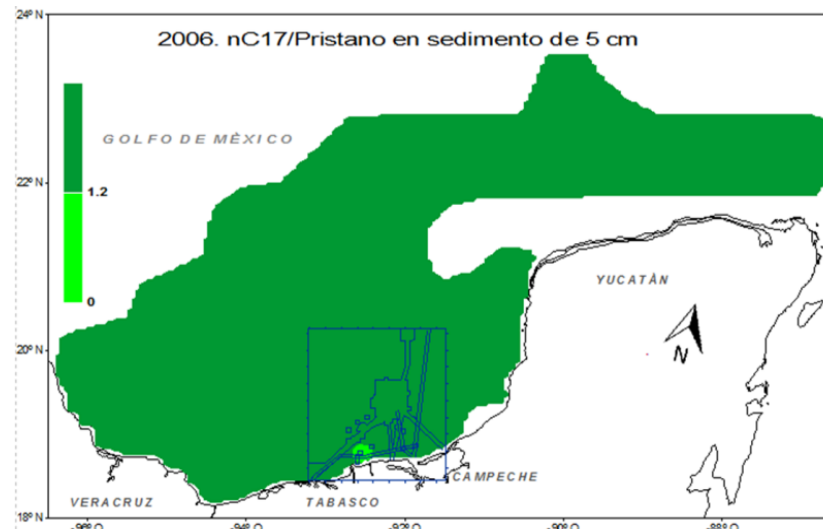 24º N
2006. nC17/Pristano en sedimento de 5 cm
GOLFO DE MÈXICO
22º N
1.2
YUCATÀN
0
20º N
N
CAMPECHE
VERACRUZ
TABASCO
18º N